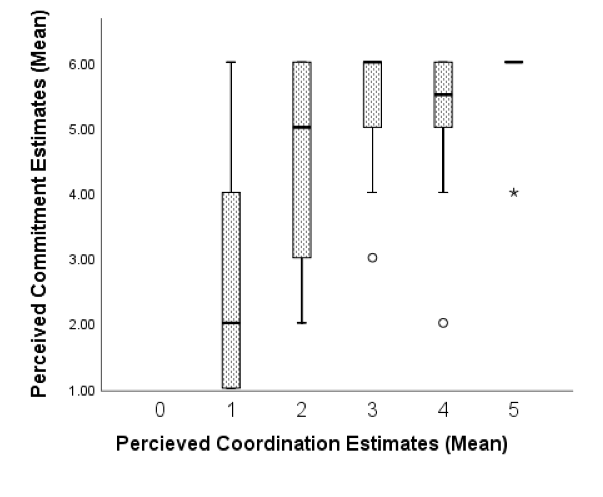 Perceived Commitment Estimates (Mean)
6.00
5.00
4.00
3.00
2.00
1.00
0 1 2 3 4 5
Percieved Coordination Estimates (Mean)